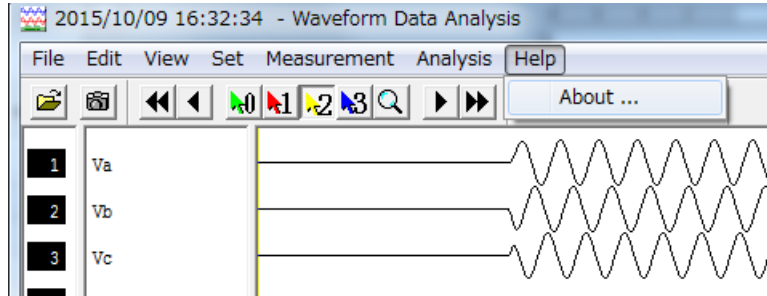 2015/10/09 16:32:34 - Waveform Data Analysis
File Edit View Set Measurement Analysis Help
0 1 2 3
About ...
1 Va
2 Vb
3 Vc